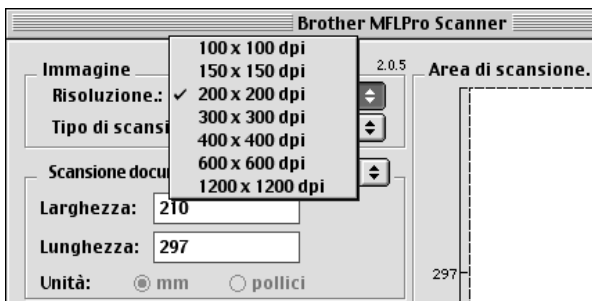 Brother MFLPro Scanner
Immagine
2.0.5
Area di scansione.
Risoluzione.:
100 x 100 dpi
150 x 150 dpi
✓ 200 x 200 dpi
300 x 300 dpi
400 x 400 dpi
600 x 600 dpi
1200 x 1200 dpi
Tipo di scansi
Scansione docu
Larghezza: 210
Lunghezza: 297
Unità: mm pollici
297